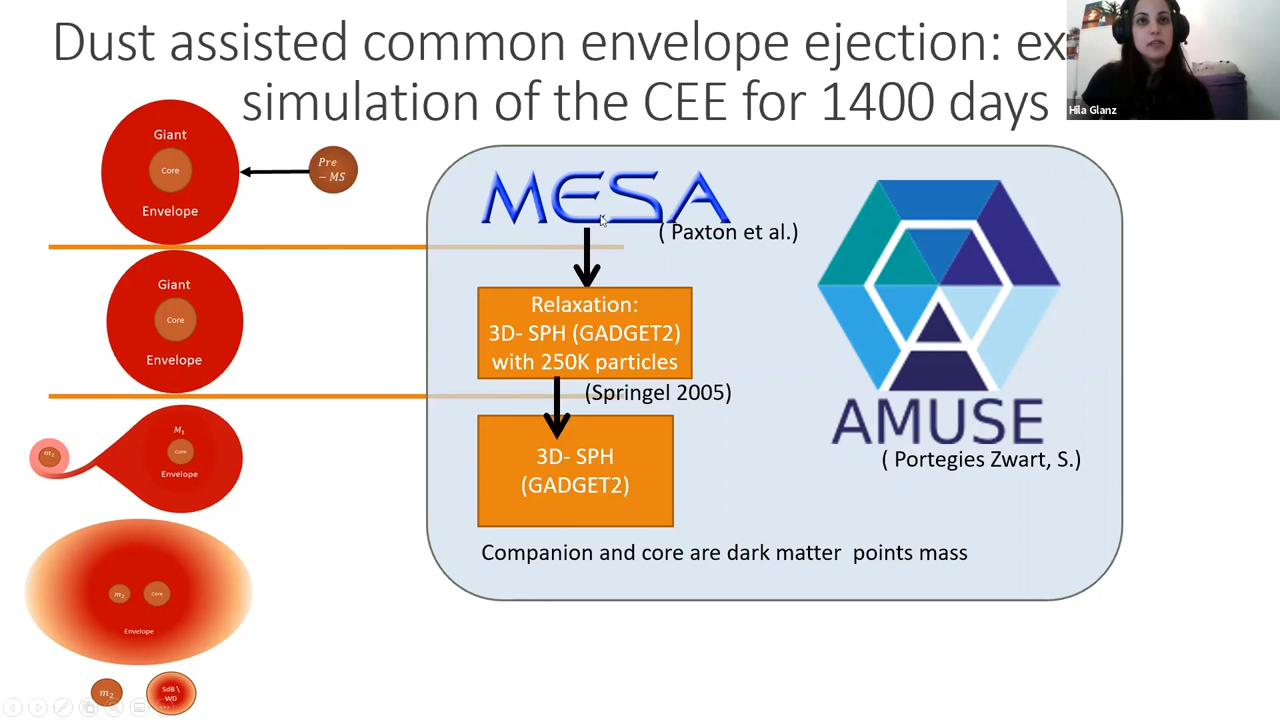 Dust assisted common envelope ejection: ex
simulation of the CEE for 1400 days
Hila Glanz
Giant
Core
Envelope
Pre
− MS
Giant
Core
Envelope
M₁
m₂
Core
Envelope
m₂
Core
Envelope
m₂
SdB \
WD
MESA
( Paxton et al.)
Relaxation:
3D- SPH (GADGET2)
with 250K particles
(Springel 2005)
3D- SPH
(GADGET2)
AMUSE
( Portegies Zwart, S.)
Companion and core are dark matter points mass